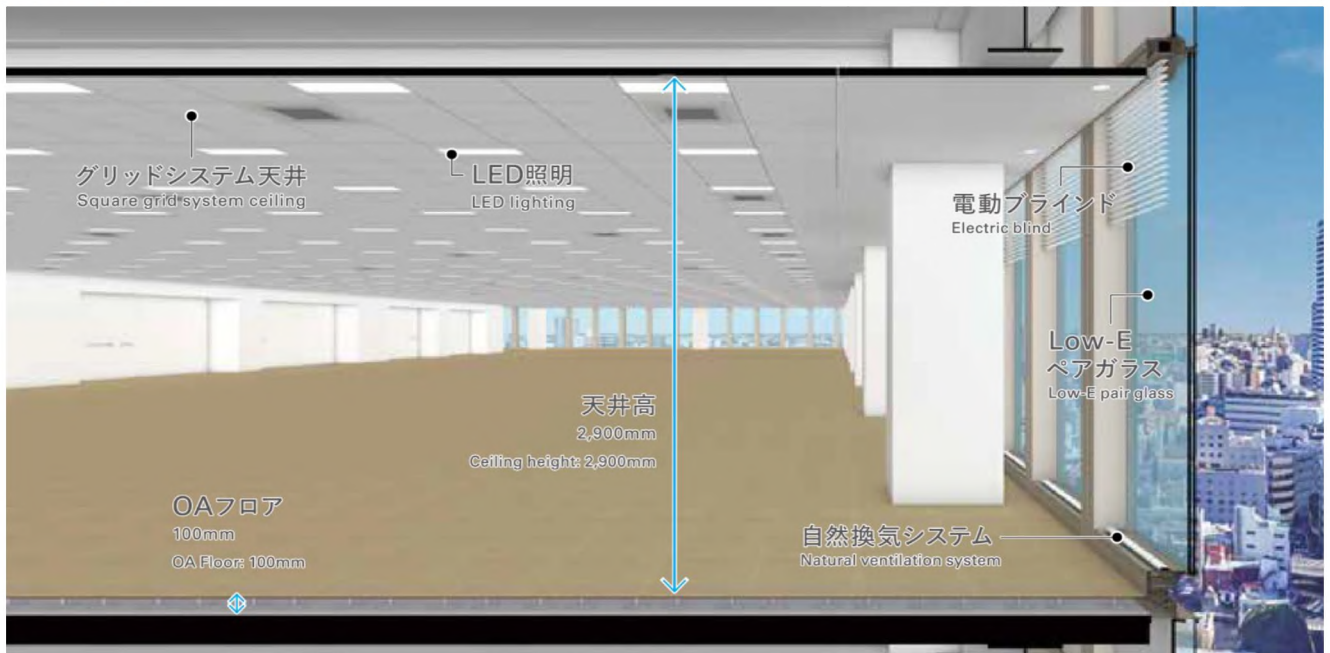 グリッドシステム天井
Square grid system ceiling
LED照明
LED lighting
電動ブラインド
Electric blind
Low-E
ペアガラス
Low-E pair glass
天井高
2,900mm
Ceiling height: 2,900mm
OAフロア
100mm
OA Floor: 100mm
自然換気システム
Natural ventilation system